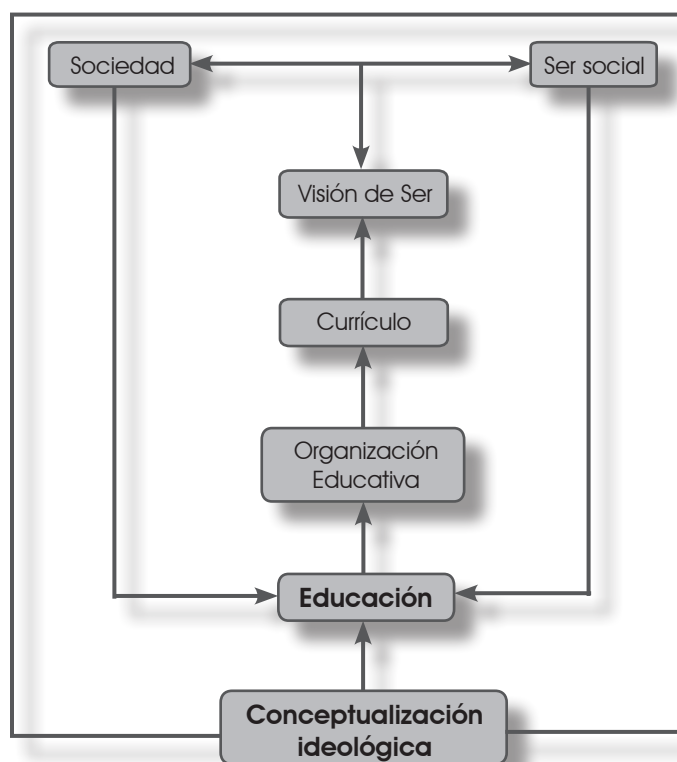 Sociedad
Ser social
Visión de Ser
Currículo
Organización
Educativa
Educación
Conceptualización
ideológica